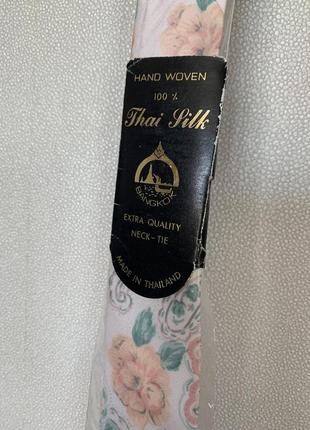 HAND WOVEN
100 %
Thai Silk
BANGKOK
EXTRA QUALITY
NECK-TIE
MADE IN THAILAND